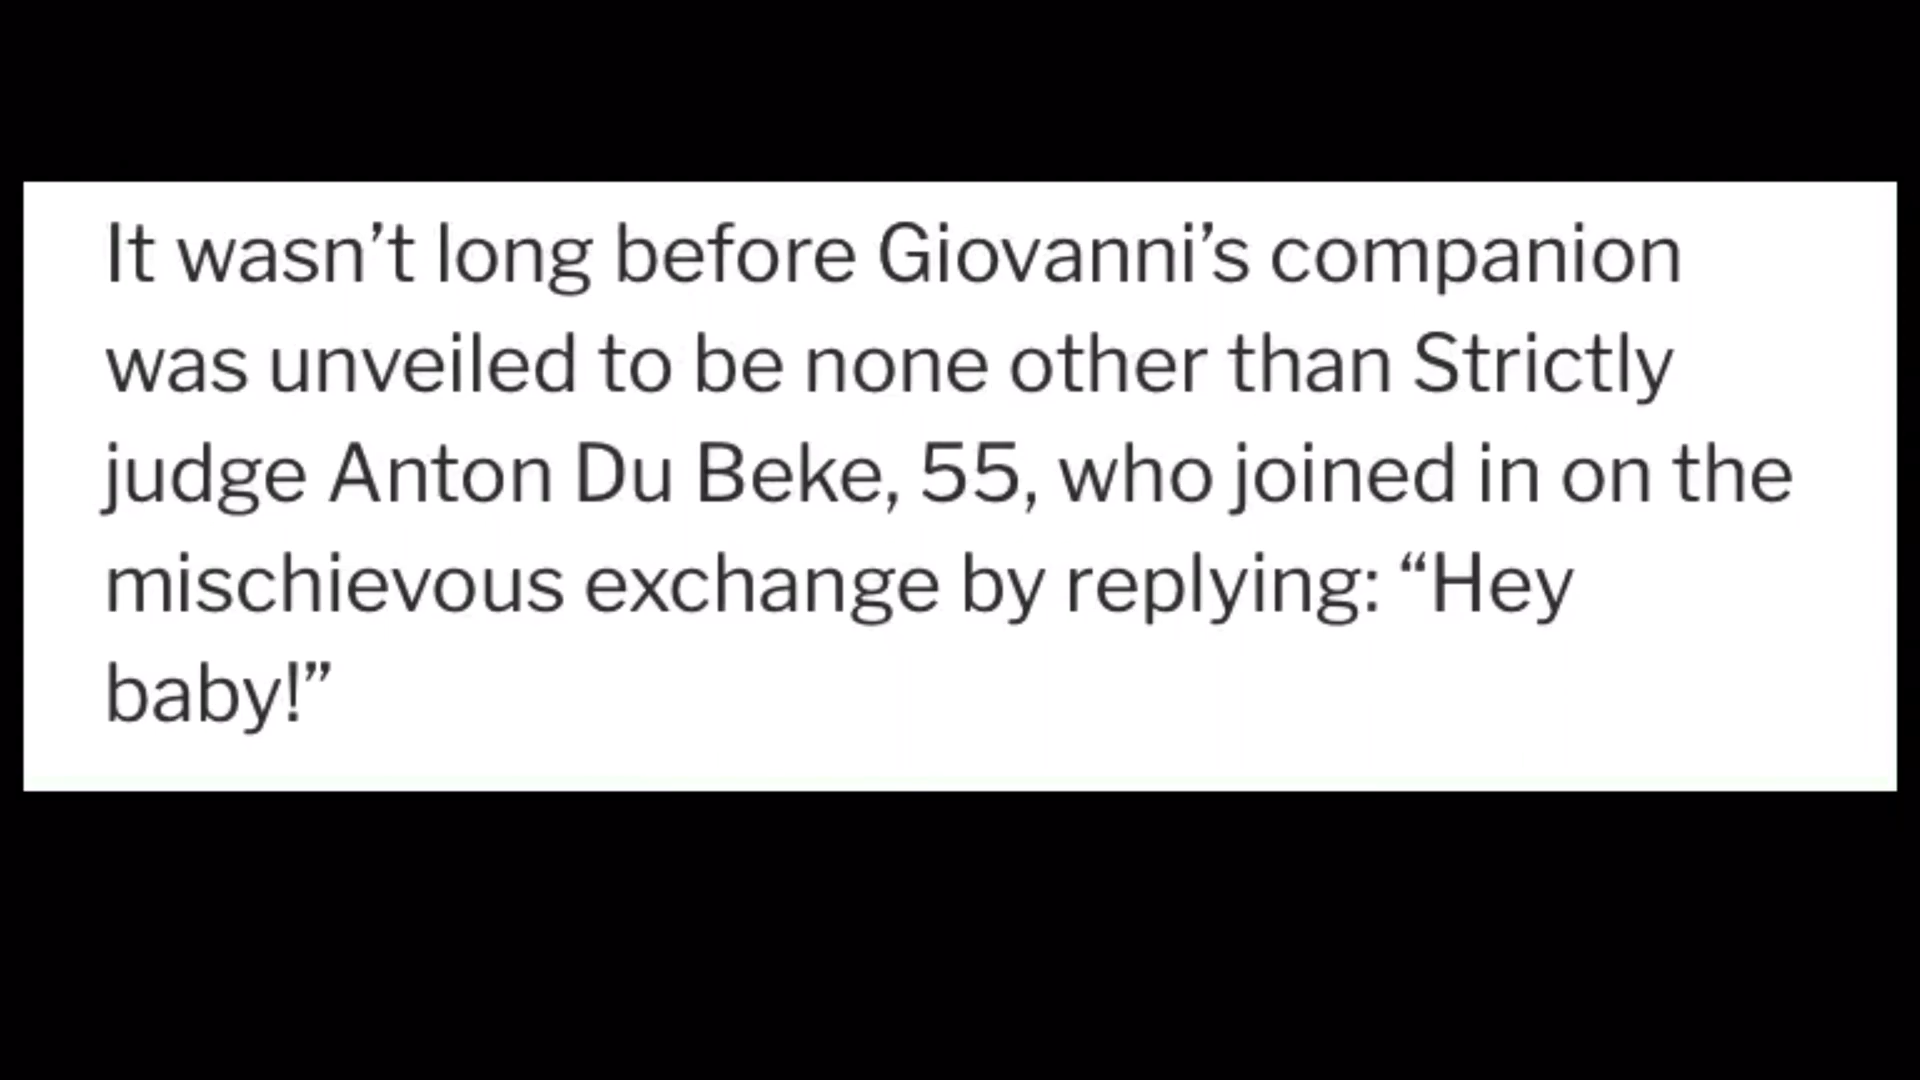 It wasn’t long before Giovanni’s companion
was unveiled to be none other than Strictly
judge Anton Du Beke, 55, who joined in on the
mischievous exchange by replying: “Hey
baby!”